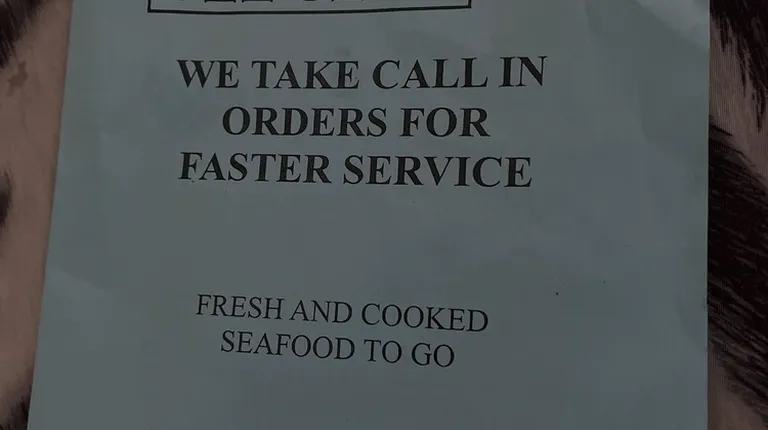 WE TAKE CALL IN
ORDERS FOR
FASTER SERVICE
FRESH AND COOKED
SEAFOOD TO GO